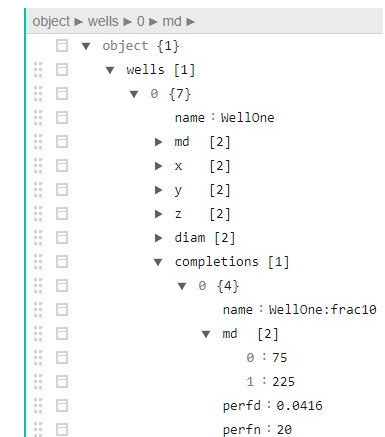 object ► wells ► 0 ► md ►
▼ object {1}
▼ wells [1]
▼ 0 {7}
name : WellOne
► md [2]
► x [2]
► y [2]
► z [2]
► diam [2]
▼ completions [1]
▼ 0 {4}
name : WellOne:frac10
▼ md [2]
0 : 75
1 : 225
perfd : 0.0416
perfn : 20